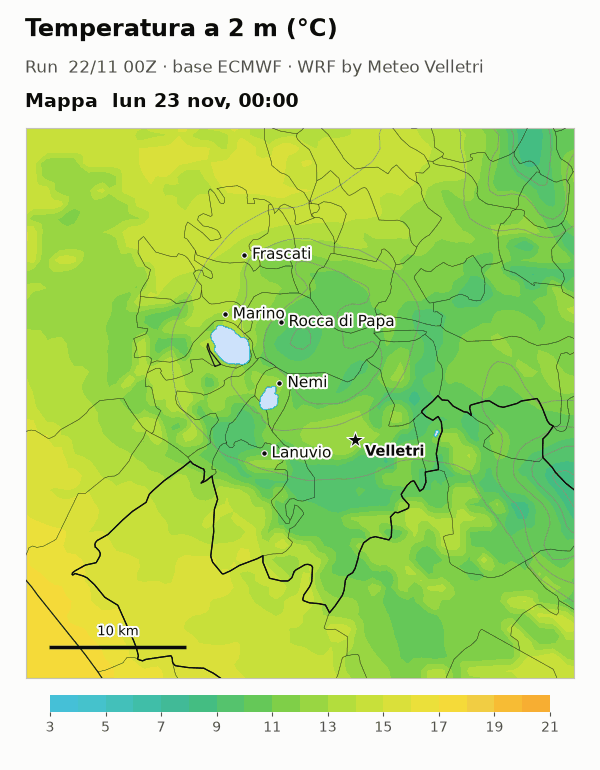 Temperatura a 2 m (°C)
Run  22/11 00Z · base ECMWF · WRF by Meteo Velletri
Mappa  lun 23 nov, 00:00
Frascati
Marino
Rocca di Papa
Nemi
Velletri
Lanuvio
10 km
3 5 7 9 11 13 15 17 19 21